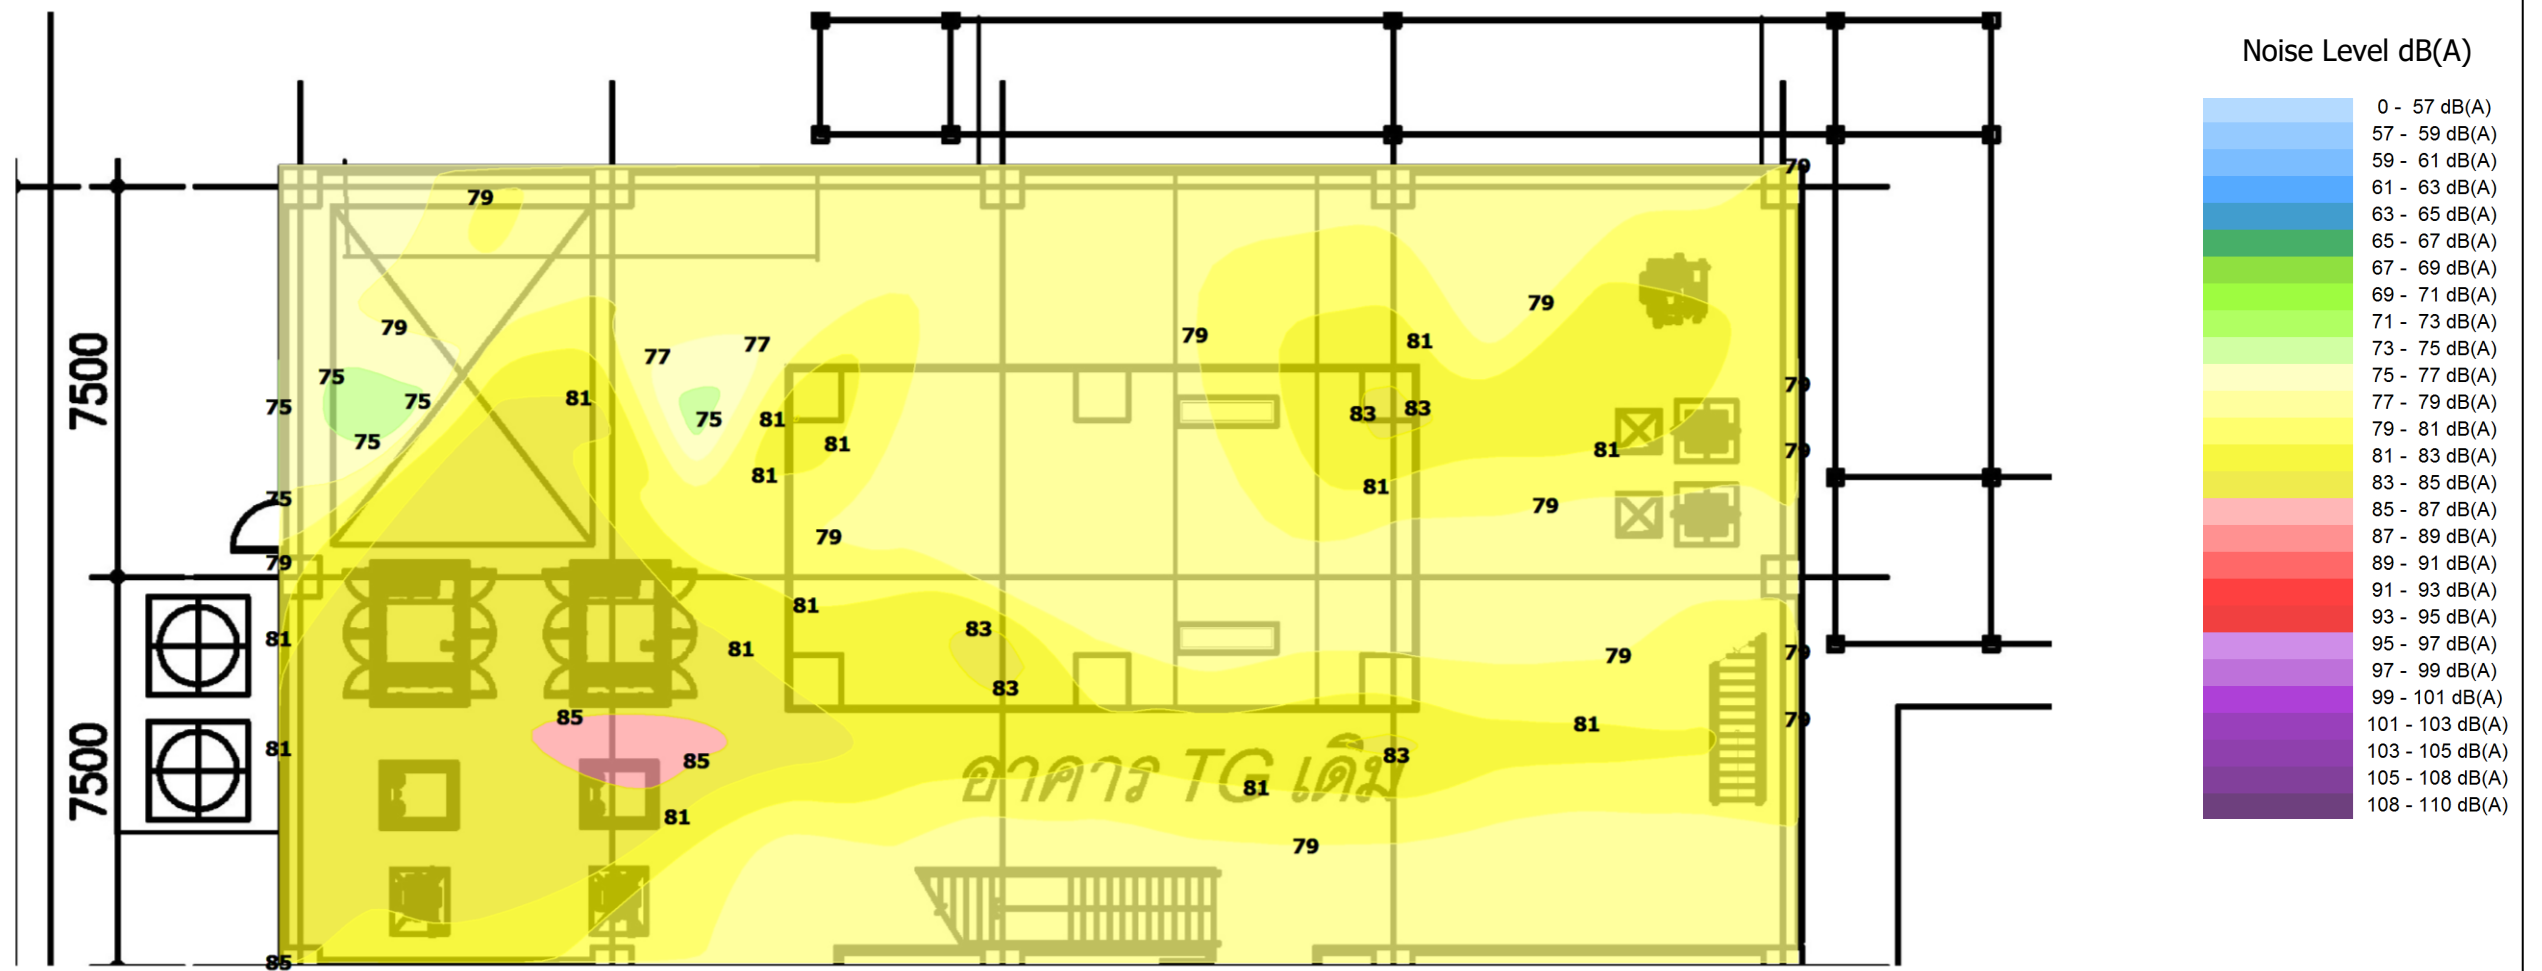 Noise Level dB(A)
0 - 57 dB(A)
57 - 59 dB(A)
59 - 61 dB(A)
61 - 63 dB(A)
63 - 65 dB(A)
65 - 67 dB(A)
67 - 69 dB(A)
69 - 71 dB(A)
71 - 73 dB(A)
73 - 75 dB(A)
75 - 77 dB(A)
77 - 79 dB(A)
79 - 81 dB(A)
81 - 83 dB(A)
83 - 85 dB(A)
85 - 87 dB(A)
87 - 89 dB(A)
89 - 91 dB(A)
91 - 93 dB(A)
93 - 95 dB(A)
95 - 97 dB(A)
97 - 99 dB(A)
99 - 101 dB(A)
101 - 103 dB(A)
103 - 105 dB(A)
105 - 108 dB(A)
108 - 110 dB(A)
79
79
79
79
79
77
77
79
81
75
79
75
75
81
75
81
83
83
75
81
81
79
81
81
75
79
79
79
81
83
81
81
79
79
83
85
79
81
81
85
83
81
81
79
85
7500
7500
อาคาร TG เดิม